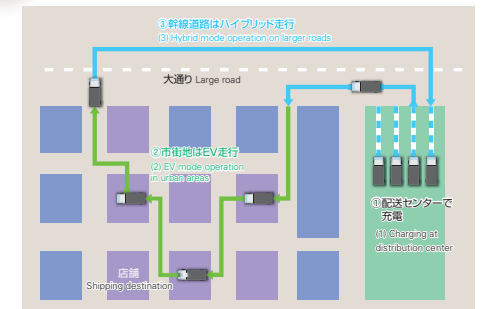 ③幹線道路はハイブリッド走行
(3) Hybrid mode operation on larger roads
大通り Large road
②市街地はEV走行
(2) EV mode operation
in urban areas
①配送センターで
充電
(1) Charging at
distribution center
店舗
Shipping destination